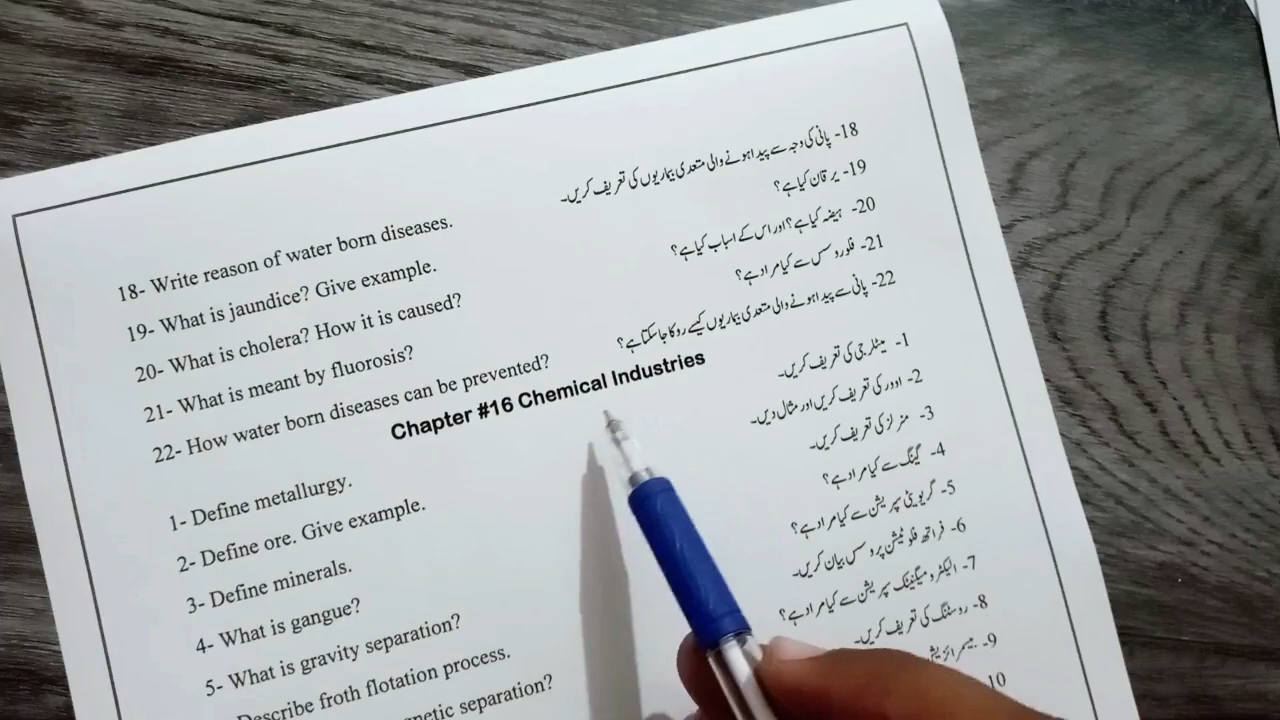 18- پانی کی وجہ سے پیدا ہونے والی متعدی بیماریوں کی تعریف کریں۔
18- Write reason of water born diseases.
19- یرقان کیا ہے؟
19- What is jaundice? Give example.
20- ہیضہ کیا ہے؟ اور اس کے اسباب کیا ہے؟
20- What is cholera? How it is caused?
21- فلوروسس سے کیا مراد ہے؟
21- What is meant by fluorosis?
22- پانی سے پیدا ہونے والی متعدی بیماریوں کیسے روکا جا سکتا ہے؟
22- How water born diseases can be prevented?
Chapter #16 Chemical Industries
1- میٹلرجی کی تعریف کریں۔
1- Define metallurgy.
2- اوور کی تعریف کریں اور مثال دیں۔
2- Define ore. Give example.
3- منرلز کی تعریف کریں۔
3- Define minerals.
4- گینگ سے کیا مراد ہے؟
4- What is gangue?
5- گریویٹی سپریشن سے کیا مراد ہے؟
5- What is gravity separation?
6- فراتھ فلوٹیشن پروسس بیان کریں۔
Describe froth flotation process.
7- الیکٹرومیگنیٹک سپریشن سے کیا مراد ہے؟
netic separation?
8- روسٹنگ کی تعریف کریں۔
9-
10